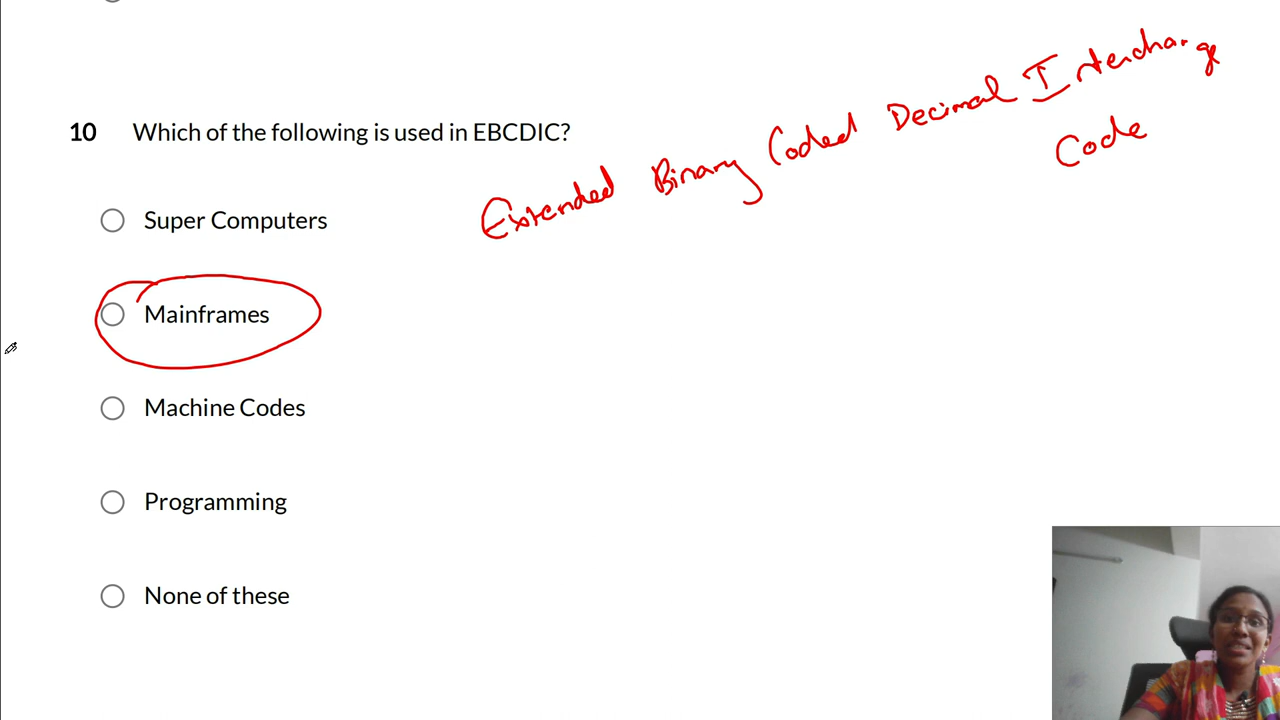 10 Which of the following is used in EBCDIC?
Extended Binary Coded Decimal Interchange
Code
Super Computers
Mainframes
Machine Codes
Programming
None of these